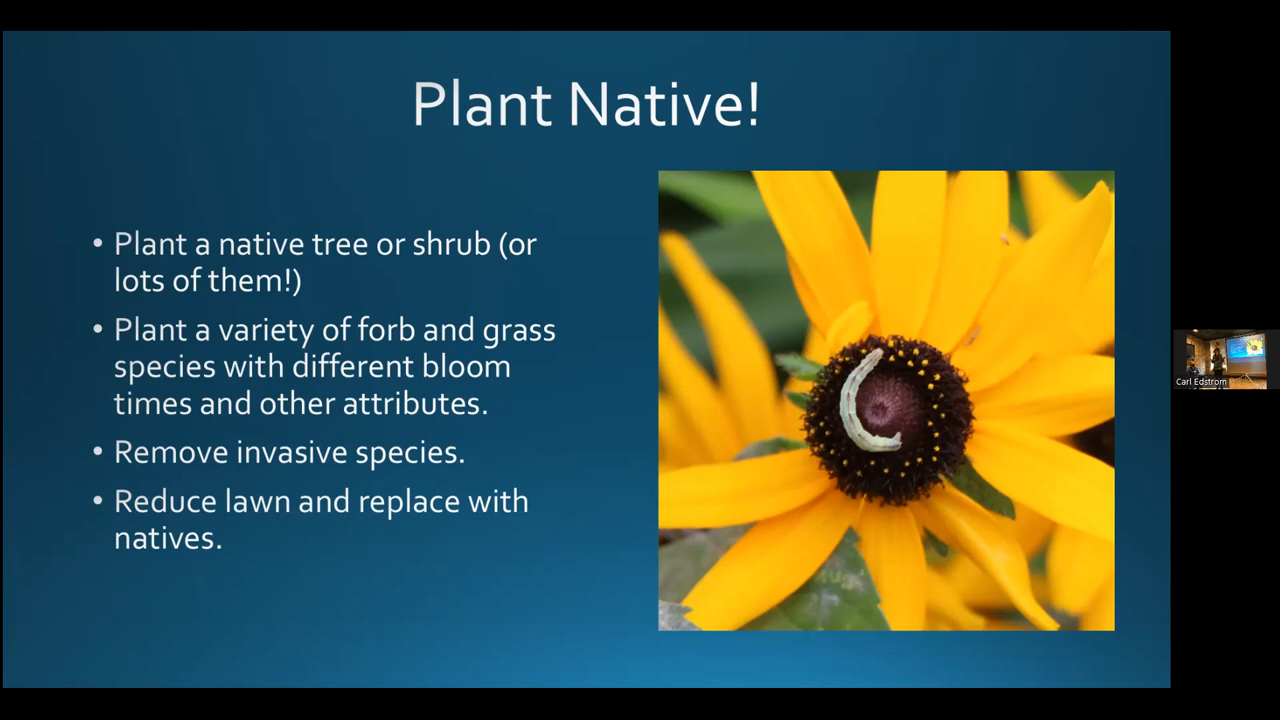 Plant Native!
• Plant a native tree or shrub (or
lots of them!)
• Plant a variety of forb and grass
species with different bloom
times and other attributes.
• Remove invasive species.
• Reduce lawn and replace with
natives.
Carl Edstrom